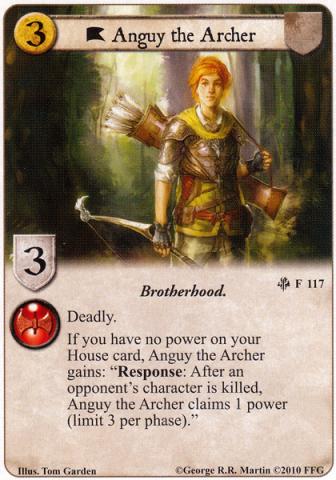 3
Anguy the Archer
3
Brotherhood.
F 117
Deadly.
If you have no power on your
House card, Anguy the Archer
gains: “Response: After an
opponent's character is killed,
Anguy the Archer claims 1 power
(limit 3 per phase).”
Illus. Tom Garden
©George R.R. Martin ©2010 FFG